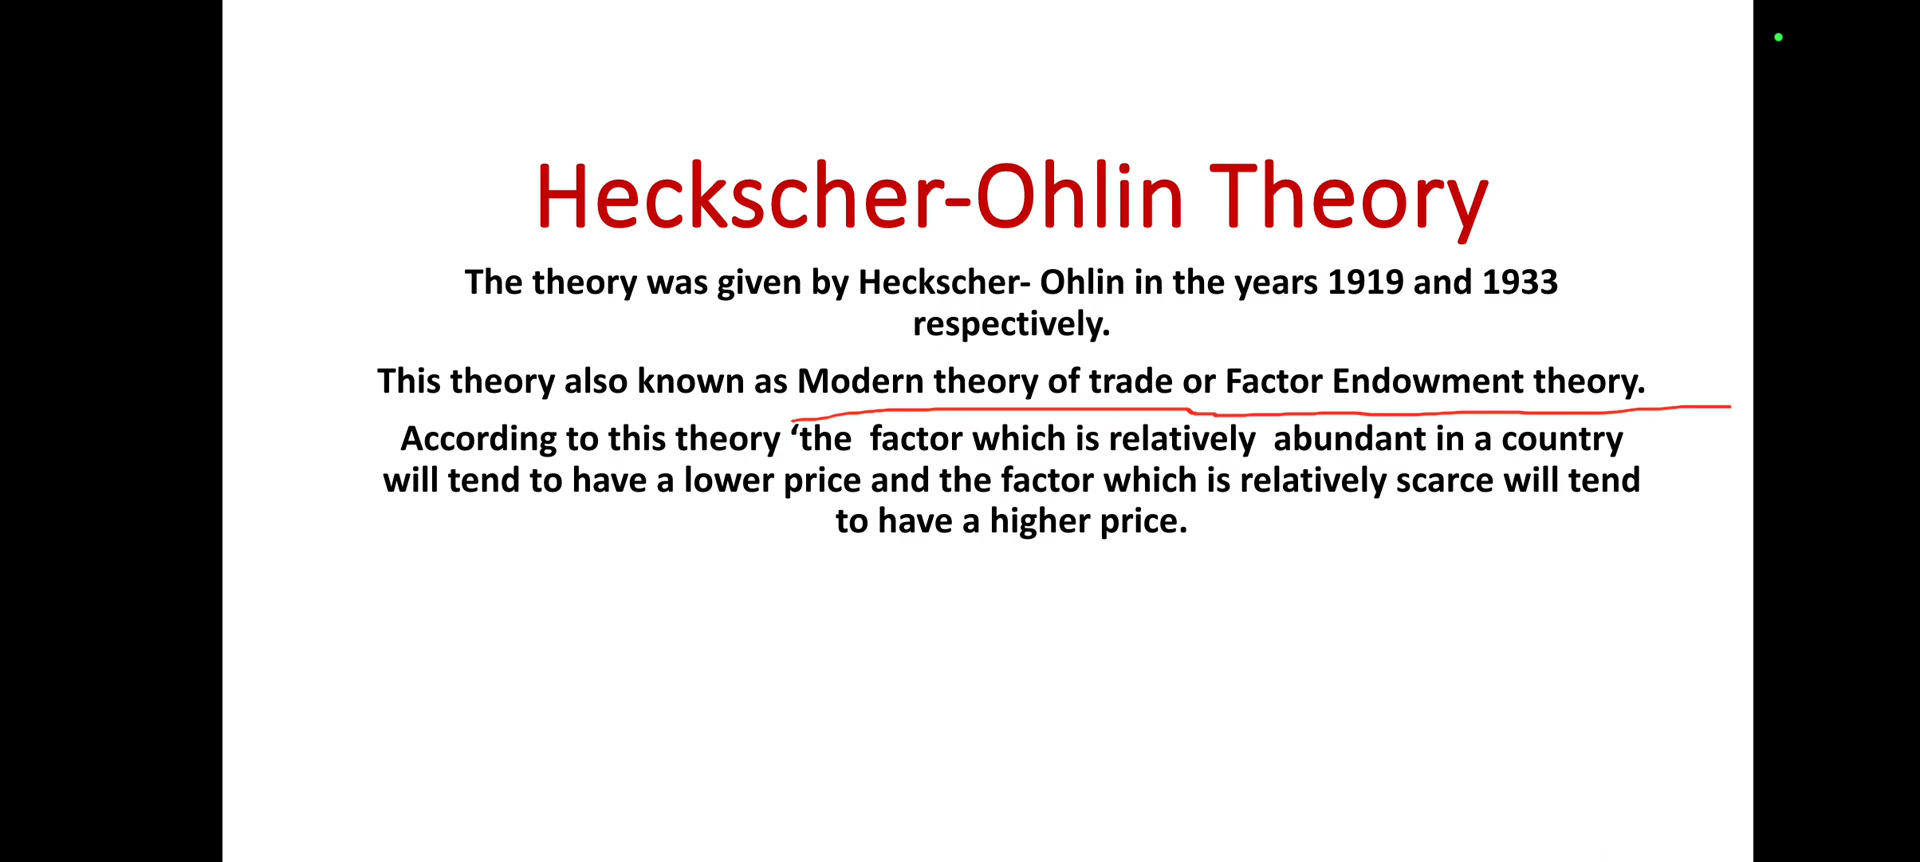 Heckscher-Ohlin Theory
The theory was given by Heckscher- Ohlin in the years 1919 and 1933
respectively.
This theory also known as Modern theory of trade or Factor Endowment theory.
According to this theory ‘the  factor which is relatively  abundant in a country
will tend to have a lower price and the factor which is relatively scarce will tend
to have a higher price.